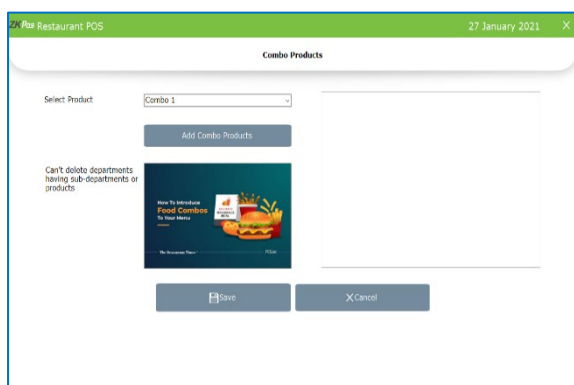 ZKPos Restaurant POS
27 January 2021
X
Combo Products
Select Product
Combo 1
Add Combo Products
Can't delete departments
having sub-departments or
products
How To Introduce
Food Combos
To Your Menu
The Restaurant Times
Save
Cancel